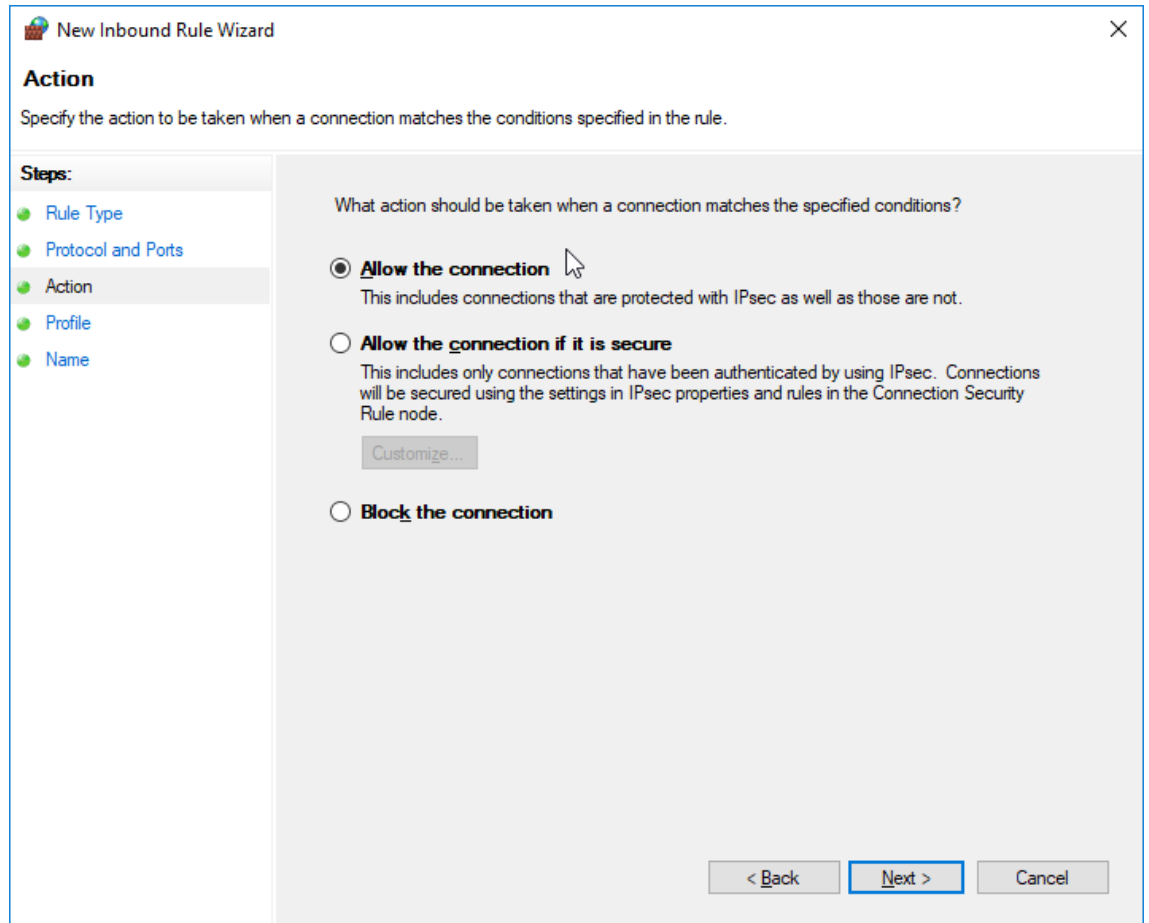 New Inbound Rule Wizard
Action
Specify the action to be taken when a connection matches the conditions specified in the rule.
Steps:
Rule Type
Protocol and Ports
Action
Profile
Name
What action should be taken when a connection matches the specified conditions?
Allow the connection
This includes connections that are protected with IPsec as well as those are not.
Allow the connection if it is secure
This includes only connections that have been authenticated by using IPsec. Connections
will be secured using the settings in IPsec properties and rules in the Connection Security
Rule node.
Customize...
Block the connection
< Back
Next >
Cancel